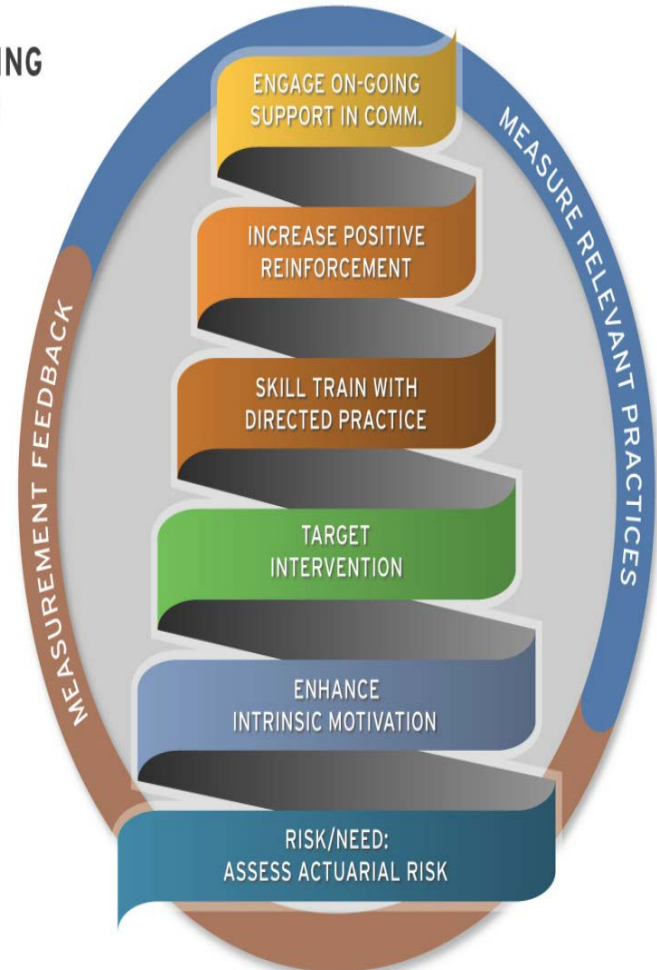 ENGAGE ON-GOING
SUPPORT IN COMM.
INCREASE POSITIVE
REINFORCEMENT
SKILL TRAIN WITH
DIRECTED PRACTICE
TARGET
INTERVENTION
ENHANCE
INTRINSIC MOTIVATION
RISK/NEED:
ASSESS ACTUARIAL RISK
MEASURE RELEVANT PRACTICES
MEASUREMENT FEEDBACK